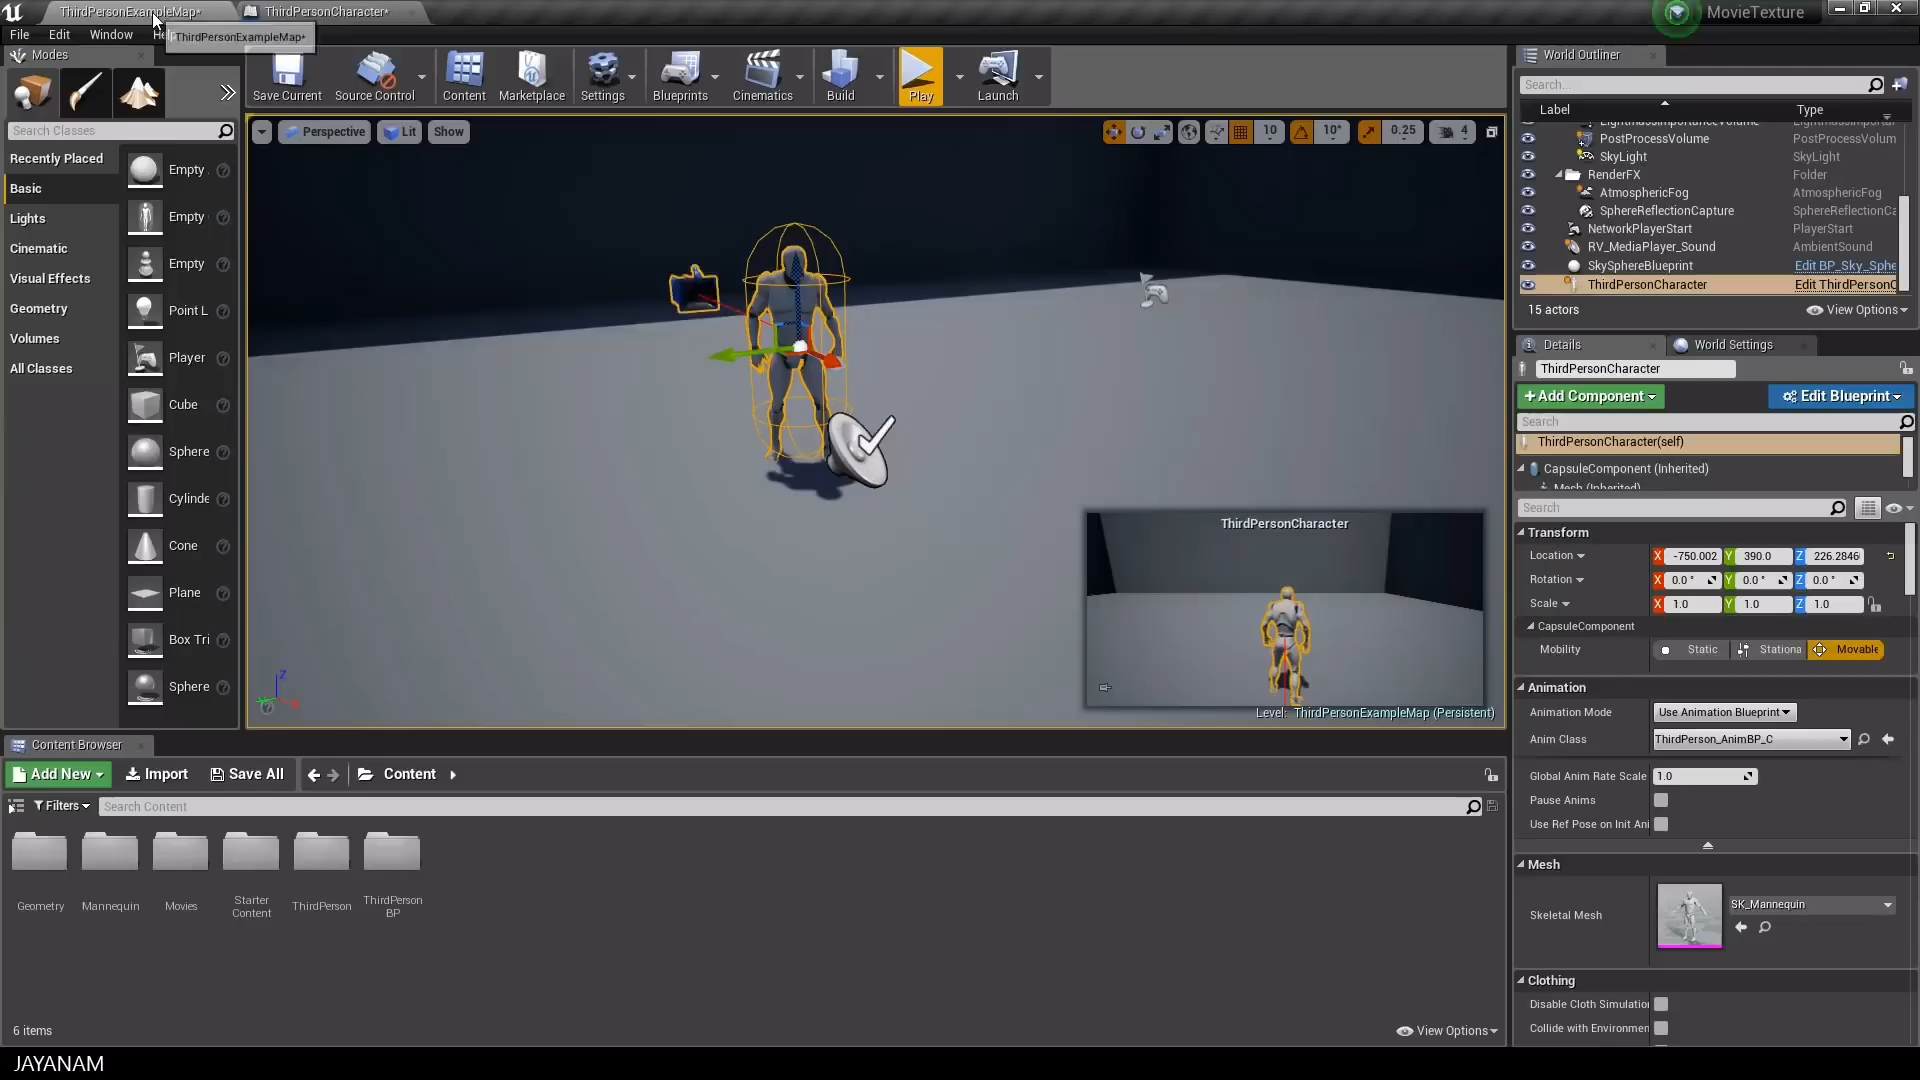 ThirdPersonExampleMap*
ThirdPersonCharacter*
MovieTexture
File Edit Window
ThirdPersonExampleMap*
Modes
Search Classes
Recently Placed
Basic
Lights
Cinematic
Visual Effects
Geometry
Volumes
All Classes
Empty
Empty
Empty
Point L
Player
Cube
Sphere
Cylinde
Cone
Plane
Box Tri
Sphere
Save Current
Source Control
Content
Marketplace
Settings
Blueprints
Cinematics
Build
Play
Launch
Perspective
Lit
Show
10
10°
0.25
4
ThirdPersonCharacter
Level: ThirdPersonExampleMap (Persistent)
World Outliner
Search...
Label Type
PostProcessVolume PostProcessVolum
SkyLight SkyLight
RenderFX Folder
AtmosphericFog AtmosphericFog
SphereReflectionCapture SphereReflectionCa
NetworkPlayerStart PlayerStart
RV_MediaPlayer_Sound AmbientSound
SkySphereBlueprint Edit BP_Sky_Sphe
ThirdPersonCharacter Edit ThirdPersonC
15 actors
View Options
Details
World Settings
ThirdPersonCharacter
+Add Component
Edit Blueprint
Search
ThirdPersonCharacter(self)
CapsuleComponent (Inherited)
Mesh (Inherited)
Search
Transform
Location X -750.002 Y 390.0 Z 226.2846
Rotation X 0.0 ° Y 0.0 ° Z 0.0 °
Scale X 1.0 Y 1.0 Z 1.0
CapsuleComponent
Mobility Static Stationa Movable
Animation
Animation Mode Use Animation Blueprint
Anim Class ThirdPerson_AnimBP_C
Global Anim Rate Scale 1.0
Pause Anims
Use Ref Pose on Init Ani
Mesh
Skeletal Mesh SK_Mannequin
Clothing
Disable Cloth Simulation
Collide with Environmen
Content Browser
Add New Import Save All Content
Filters Search Content
Geometry
Mannequin
Movies
Starter
Content
ThirdPerson
ThirdPerson
BP
6 items
View Options
JAYANAM